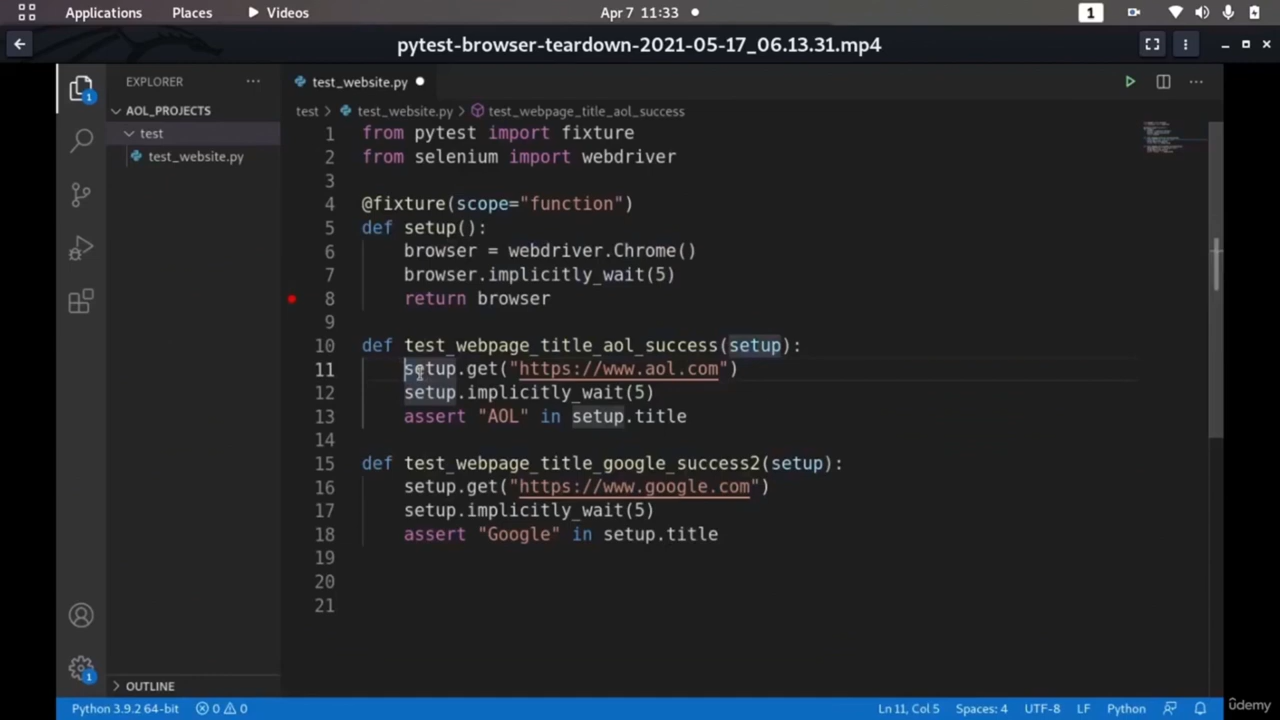 Applications Places Videos Apr 7 11:33 1
pytest-browser-teardown-2021-05-17_06.13.31.mp4
EXPLORER
test_website.py
AOL_PROJECTS
test
test_website.py
test test_website.py test_webpage_title_aol_success
1 from pytest import fixture
2 from selenium import webdriver
3
4 @fixture(scope="function")
5 def setup():
6 browser = webdriver.Chrome()
7 browser.implicitly_wait(5)
8 return browser
9
10 def test_webpage_title_aol_success(setup):
11 setup.get("https://www.aol.com")
12 setup.implicitly_wait(5)
13 assert "AOL" in setup.title
14
15 def test_webpage_title_google_success2(setup):
16 setup.get("https://www.google.com")
17 setup.implicitly_wait(5)
18 assert "Google" in setup.title
19
20
21
1
1
OUTLINE
Python 3.9.2 64-bit 0 0 Ln 11, Col 5 Spaces: 4 UTF-8 LF Python
ûdemy